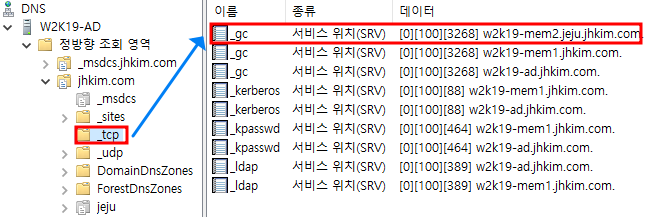 DNS
W2K19-AD
정방향 조회 영역
_msdcs.jhkim.com
jhkim.com
_msdcs
_sites
_tcp
_udp
DomainDnsZones
ForestDnsZones
jeju
이름 종류 데이터
_gc 서비스 위치(SRV) [0][100][3268] w2k19-mem2.jeju.jhkim.com.
_gc 서비스 위치(SRV) [0][100][3268] w2k19-mem1.jhkim.com.
_gc 서비스 위치(SRV) [0][100][3268] w2k19-ad.jhkim.com.
_kerberos 서비스 위치(SRV) [0][100][88] w2k19-mem1.jhkim.com.
_kerberos 서비스 위치(SRV) [0][100][88] w2k19-ad.jhkim.com.
_kpasswd 서비스 위치(SRV) [0][100][464] w2k19-mem1.jhkim.com.
_kpasswd 서비스 위치(SRV) [0][100][464] w2k19-ad.jhkim.com.
_ldap 서비스 위치(SRV) [0][100][389] w2k19-ad.jhkim.com.
_ldap 서비스 위치(SRV) [0][100][389] w2k19-mem1.jhkim.com.